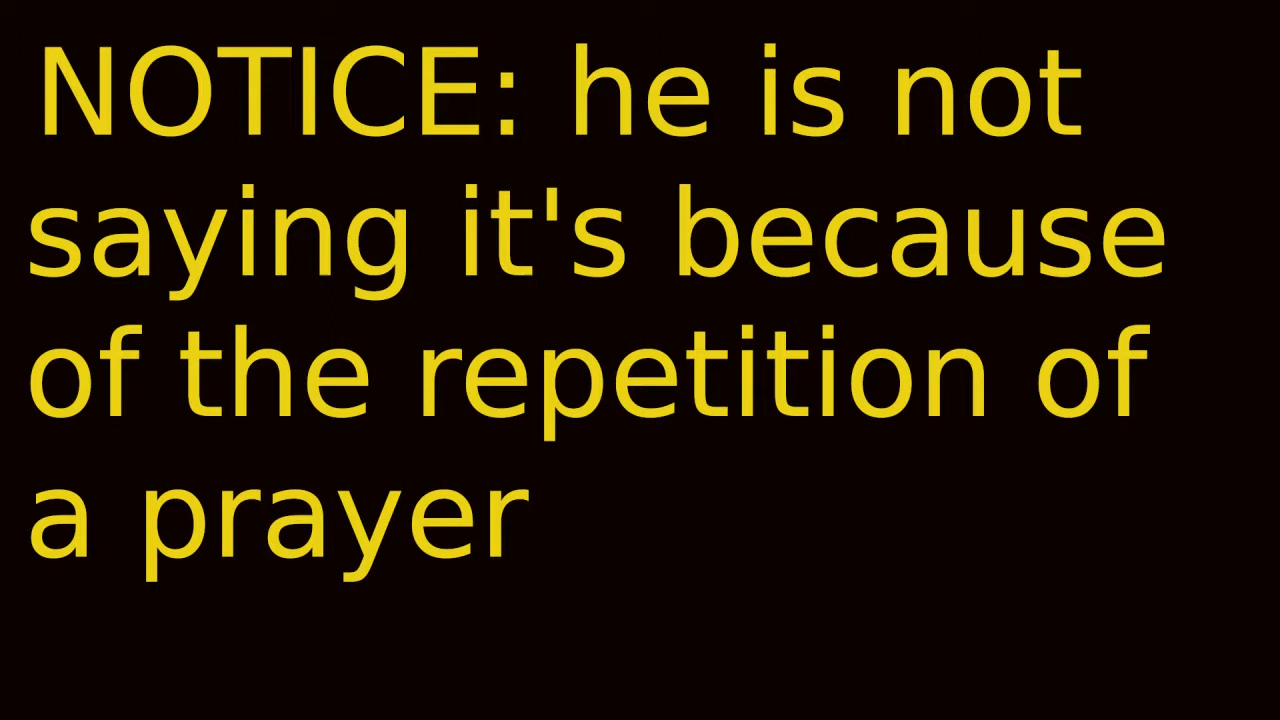 NOTICE: he is not
saying it's because
of the repetition of
a prayer